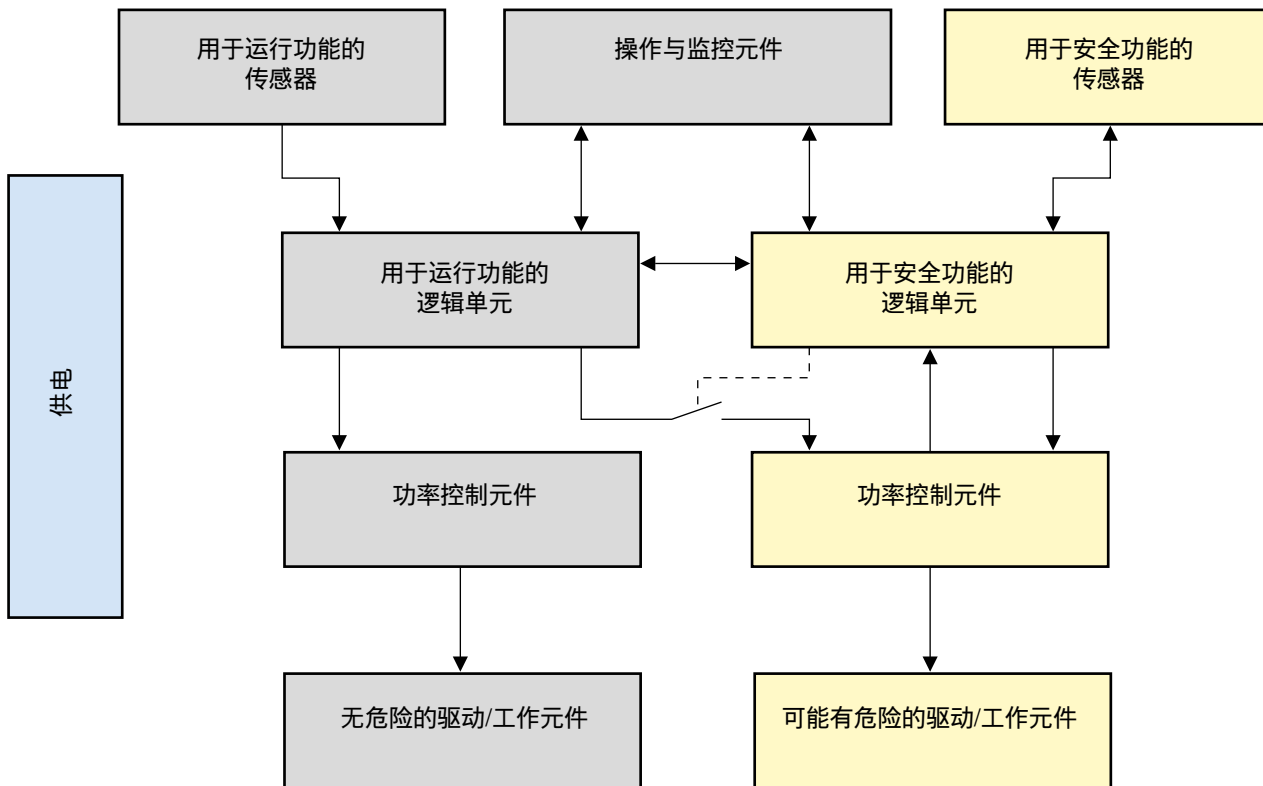 用于运行功能的
传感器
操作与监控元件
用于安全功能的
传感器
供电
用于运行功能的
逻辑单元
用于安全功能的
逻辑单元
功率控制元件
功率控制元件
无危险的驱动/工作元件
可能有危险的驱动/工作元件